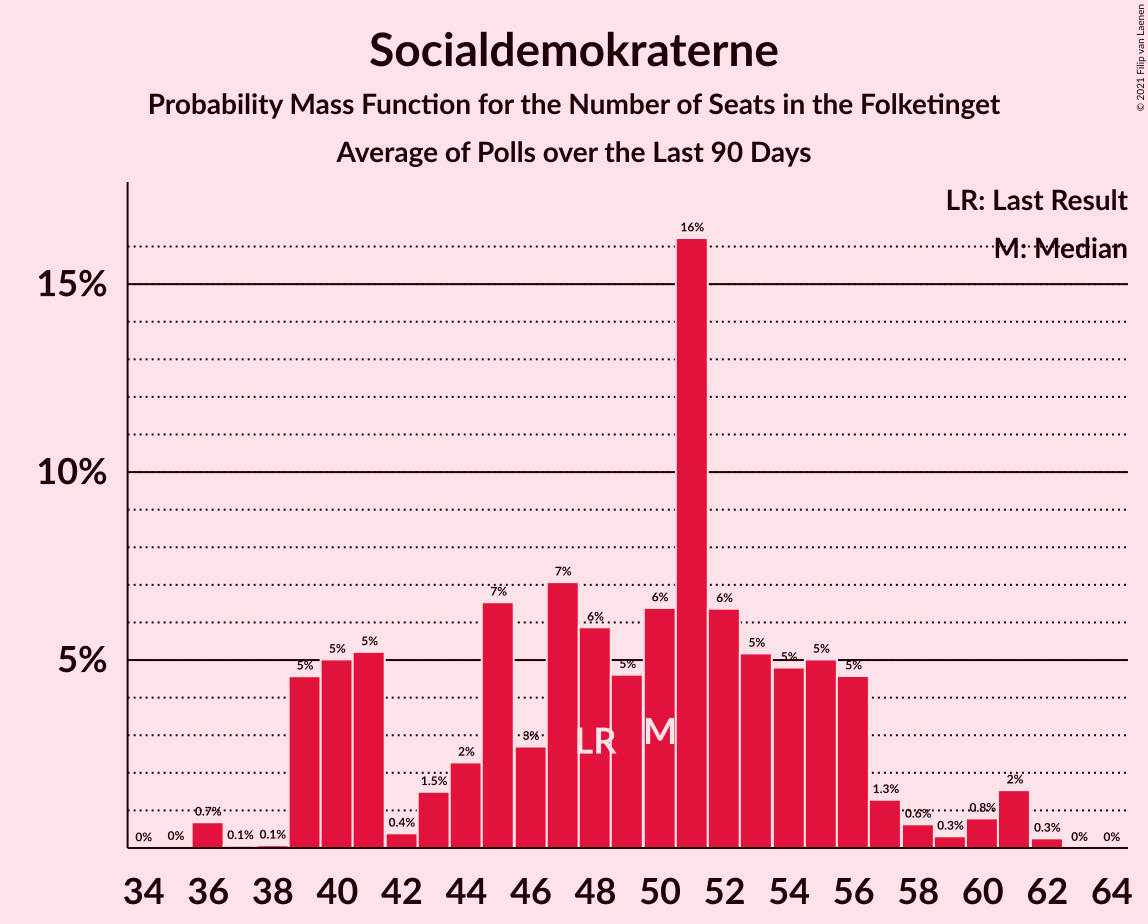 Socialdemokraterne
Probability Mass Function for the Number of Seats in the Folketinget
Average of Polls over the Last 90 Days
© 2021 Filip van Laenen
LR: Last Result
M: Median
15%
10%
5%
0% 0% 0.7% 0.1% 0.1% 5% 5% 5% 0.4% 1.5% 2% 7% 3% 7% 6% 5% 6% 16% 6% 5% 5% 5% 5% 1.3% 0.6% 0.3% 0.8% 2% 0.3% 0% 0%
LR M
34 36 38 40 42 44 46 48 50 52 54 56 58 60 62 64